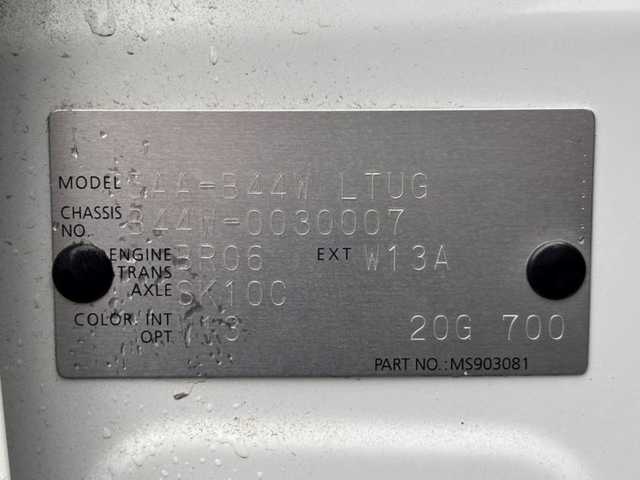 MODEL 5AA-B44W LTUG
CHASSIS NO. B44W-0030007
ENGINE BR06 EXT W13A
TRANS
AXLE SK10C
COLOR INT 20G 700
OPT.
PART NO.:MS903081